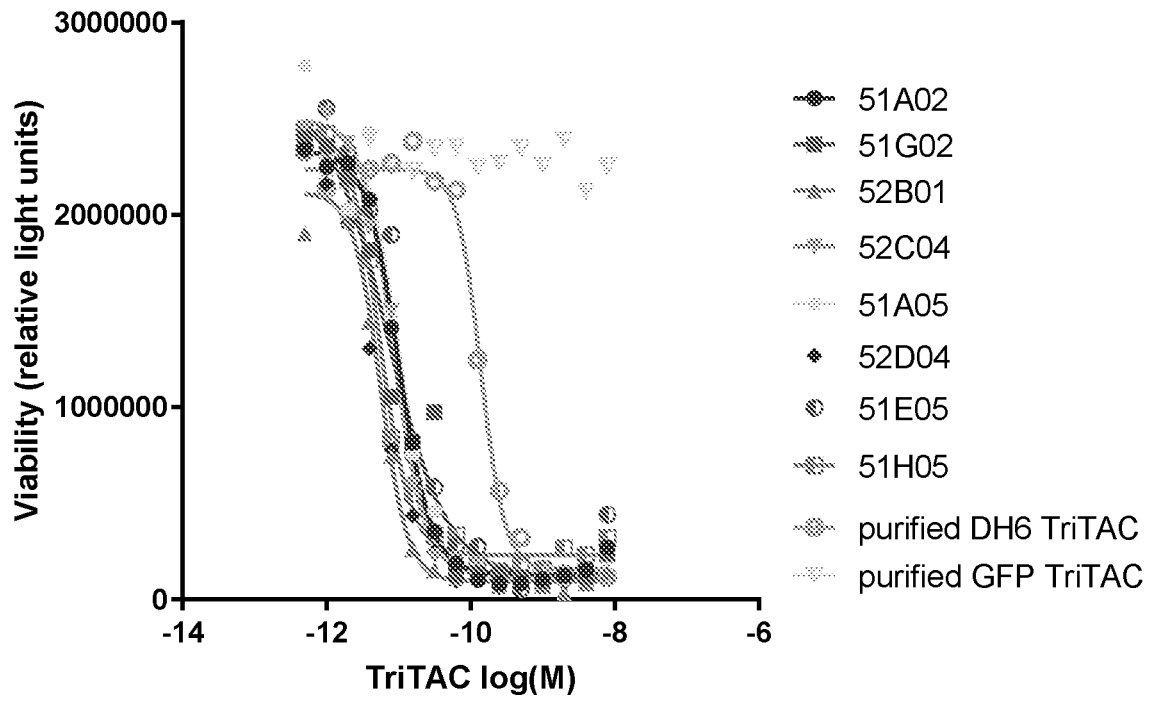 3000000
2000000
1000000
0
Viability (relative light units)
-14
-12
-10
-8
-6
TriTAC log(M)
51A02
51G02
52B01
52C04
51A05
52D04
51E05
51H05
purified DH6 TriTAC
purified GFP TriTAC